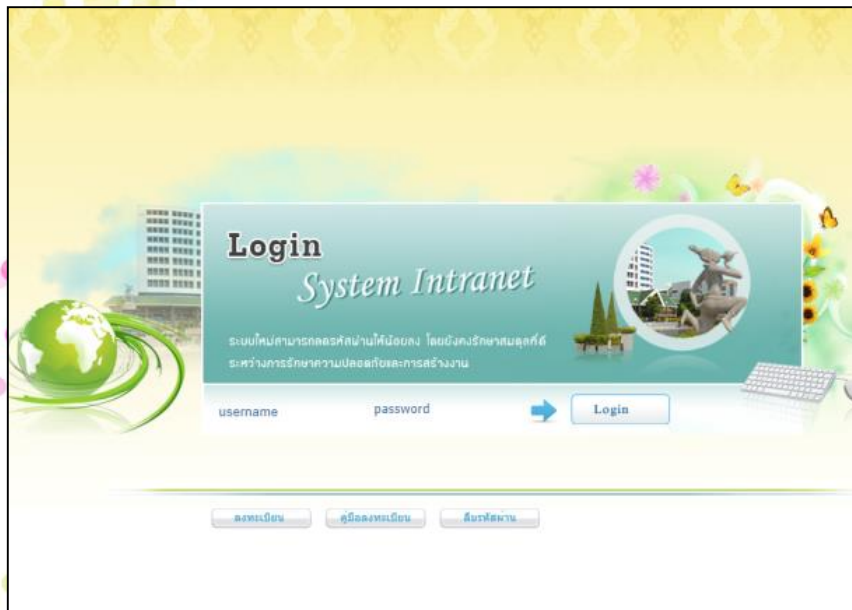 Login
System Intranet
ระบบใหม่สามารถลดรหัสผ่านให้น้อยลง โดยยังคงรักษาสมดุลที่ดี
ระหว่างการรักษาความปลอดภัยและการสร้างงาน
username password Login
ลงทะเบียน คู่มือลงทะเบียน ลืมรหัสผ่าน